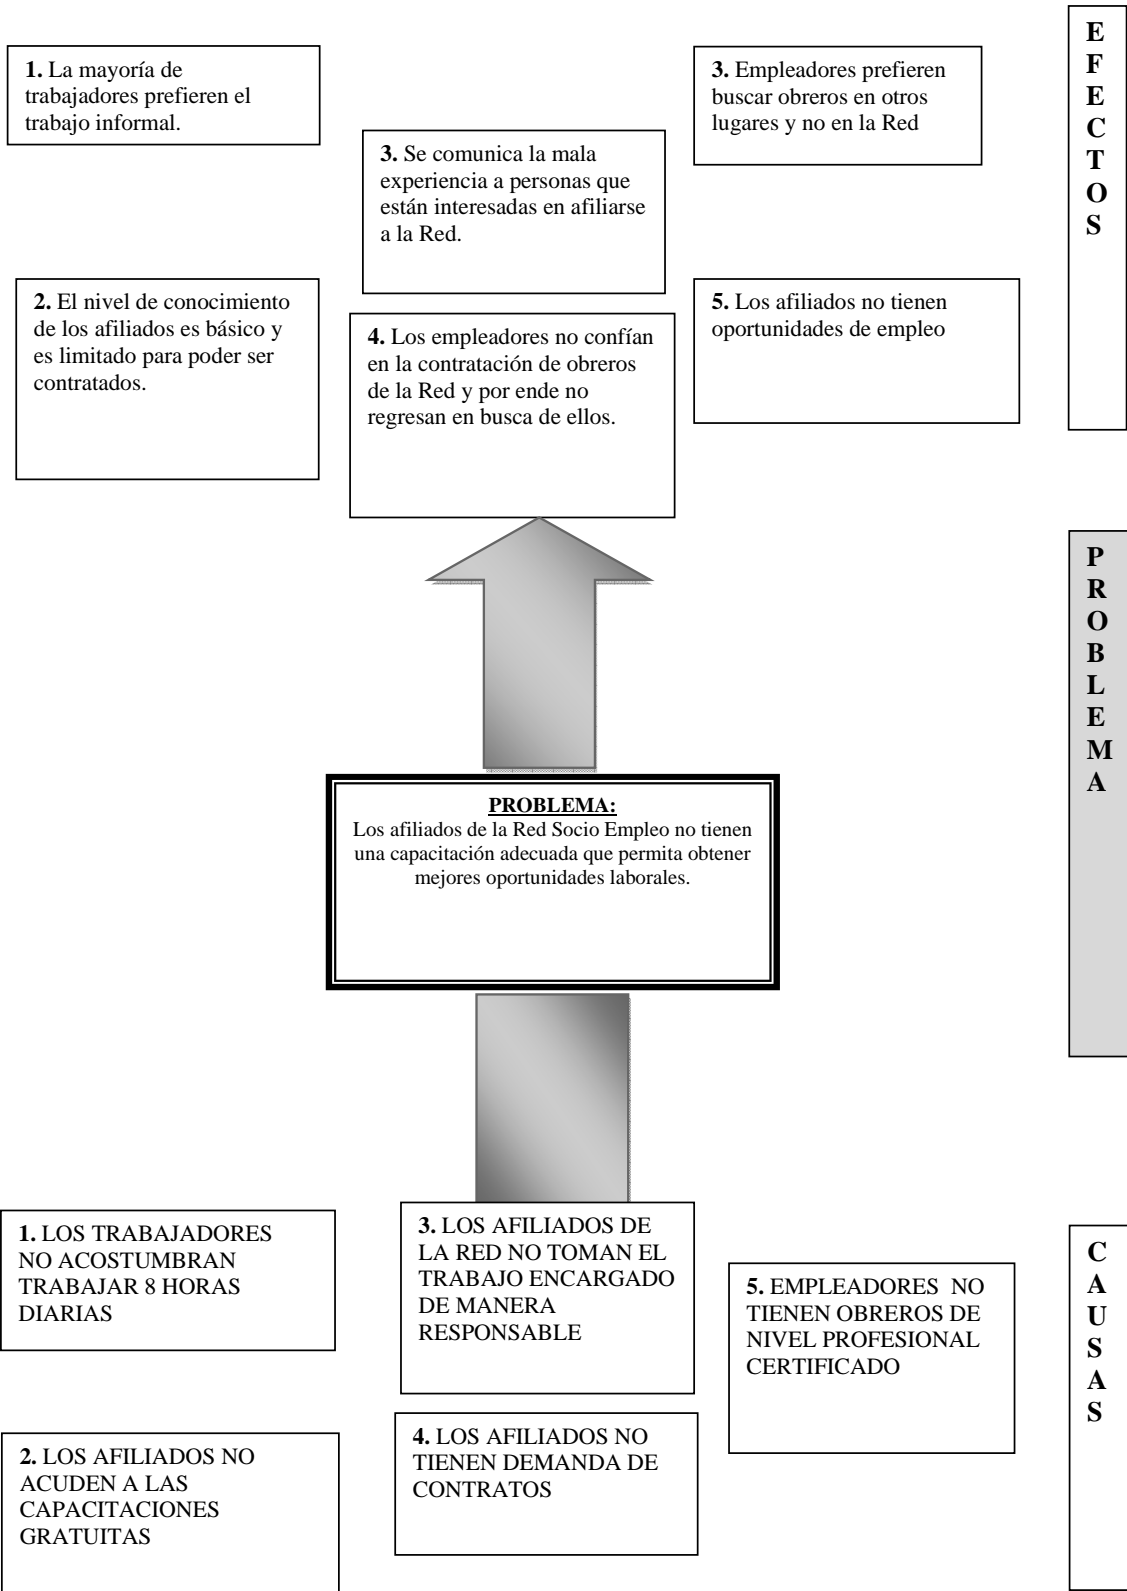 1. La mayoría de
trabajadores prefieren el
trabajo informal.
3. Se comunica la mala
experiencia a personas que
están interesadas en afiliarse
a la Red.
3. Empleadores prefieren
buscar obreros en otros
lugares y no en la Red
2. El nivel de conocimiento
de los afiliados es básico y
es limitado para poder ser
contratados.
4. Los empleadores no confían
en la contratación de obreros
de la Red y por ende no
regresan en busca de ellos.
5. Los afiliados no tienen
oportunidades de empleo
E
F
E
C
T
O
S
PROBLEMA:
Los afiliados de la Red Socio Empleo no tienen
una capacitación adecuada que permita obtener
mejores oportunidades laborales.
P
R
O
B
L
E
M
A
1. LOS TRABAJADORES
NO ACOSTUMBRAN
TRABAJAR 8 HORAS
DIARIAS
3. LOS AFILIADOS DE
LA RED NO TOMAN EL
TRABAJO ENCARGADO
DE MANERA
RESPONSABLE
5. EMPLEADORES NO
TIENEN OBREROS DE
NIVEL PROFESIONAL
CERTIFICADO
2. LOS AFILIADOS NO
ACUDEN A LAS
CAPACITACIONES
GRATUITAS
4. LOS AFILIADOS NO
TIENEN DEMANDA DE
CONTRATOS
C
A
U
S
A
S